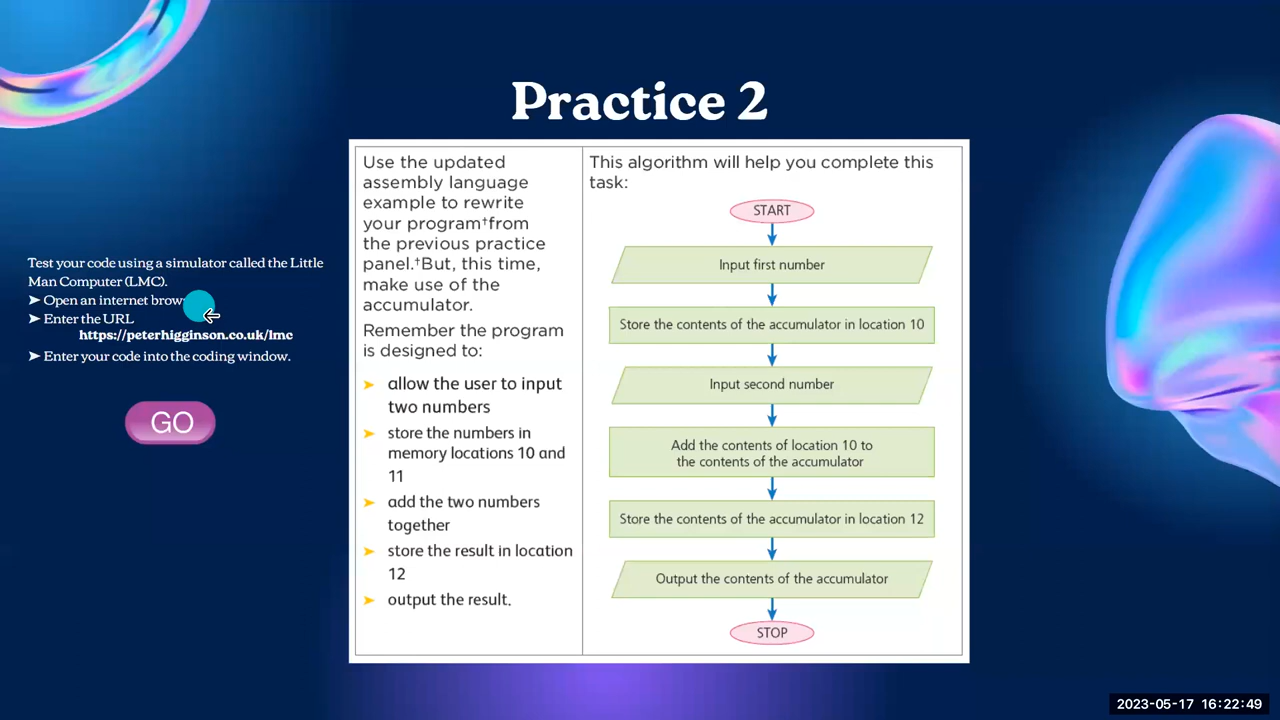 Practice 2
Test your code using a simulator called the Little
Man Computer (LMC).
➤ Open an internet
➤ Enter the URL
https://peterhigginson.co.uk/lmc
➤ Enter your code into the coding window.
GO
Use the updated
assembly language
example to rewrite
your program†from
the previous practice
panel.†But, this time,
make use of the
accumulator.
Remember the program
is designed to:
➤ allow the user to input
two numbers
➤ store the numbers in
memory locations 10 and
11
➤ add the two numbers
together
➤ store the result in location
12
➤ output the result.
This algorithm will help you complete this
task:
START
Input first number
Store the contents of the accumulator in location 10
Input second number
Add the contents of location 10 to
the contents of the accumulator
Store the contents of the accumulator in location 12
Output the contents of the accumulator
STOP
2023-05-17 16:22:49